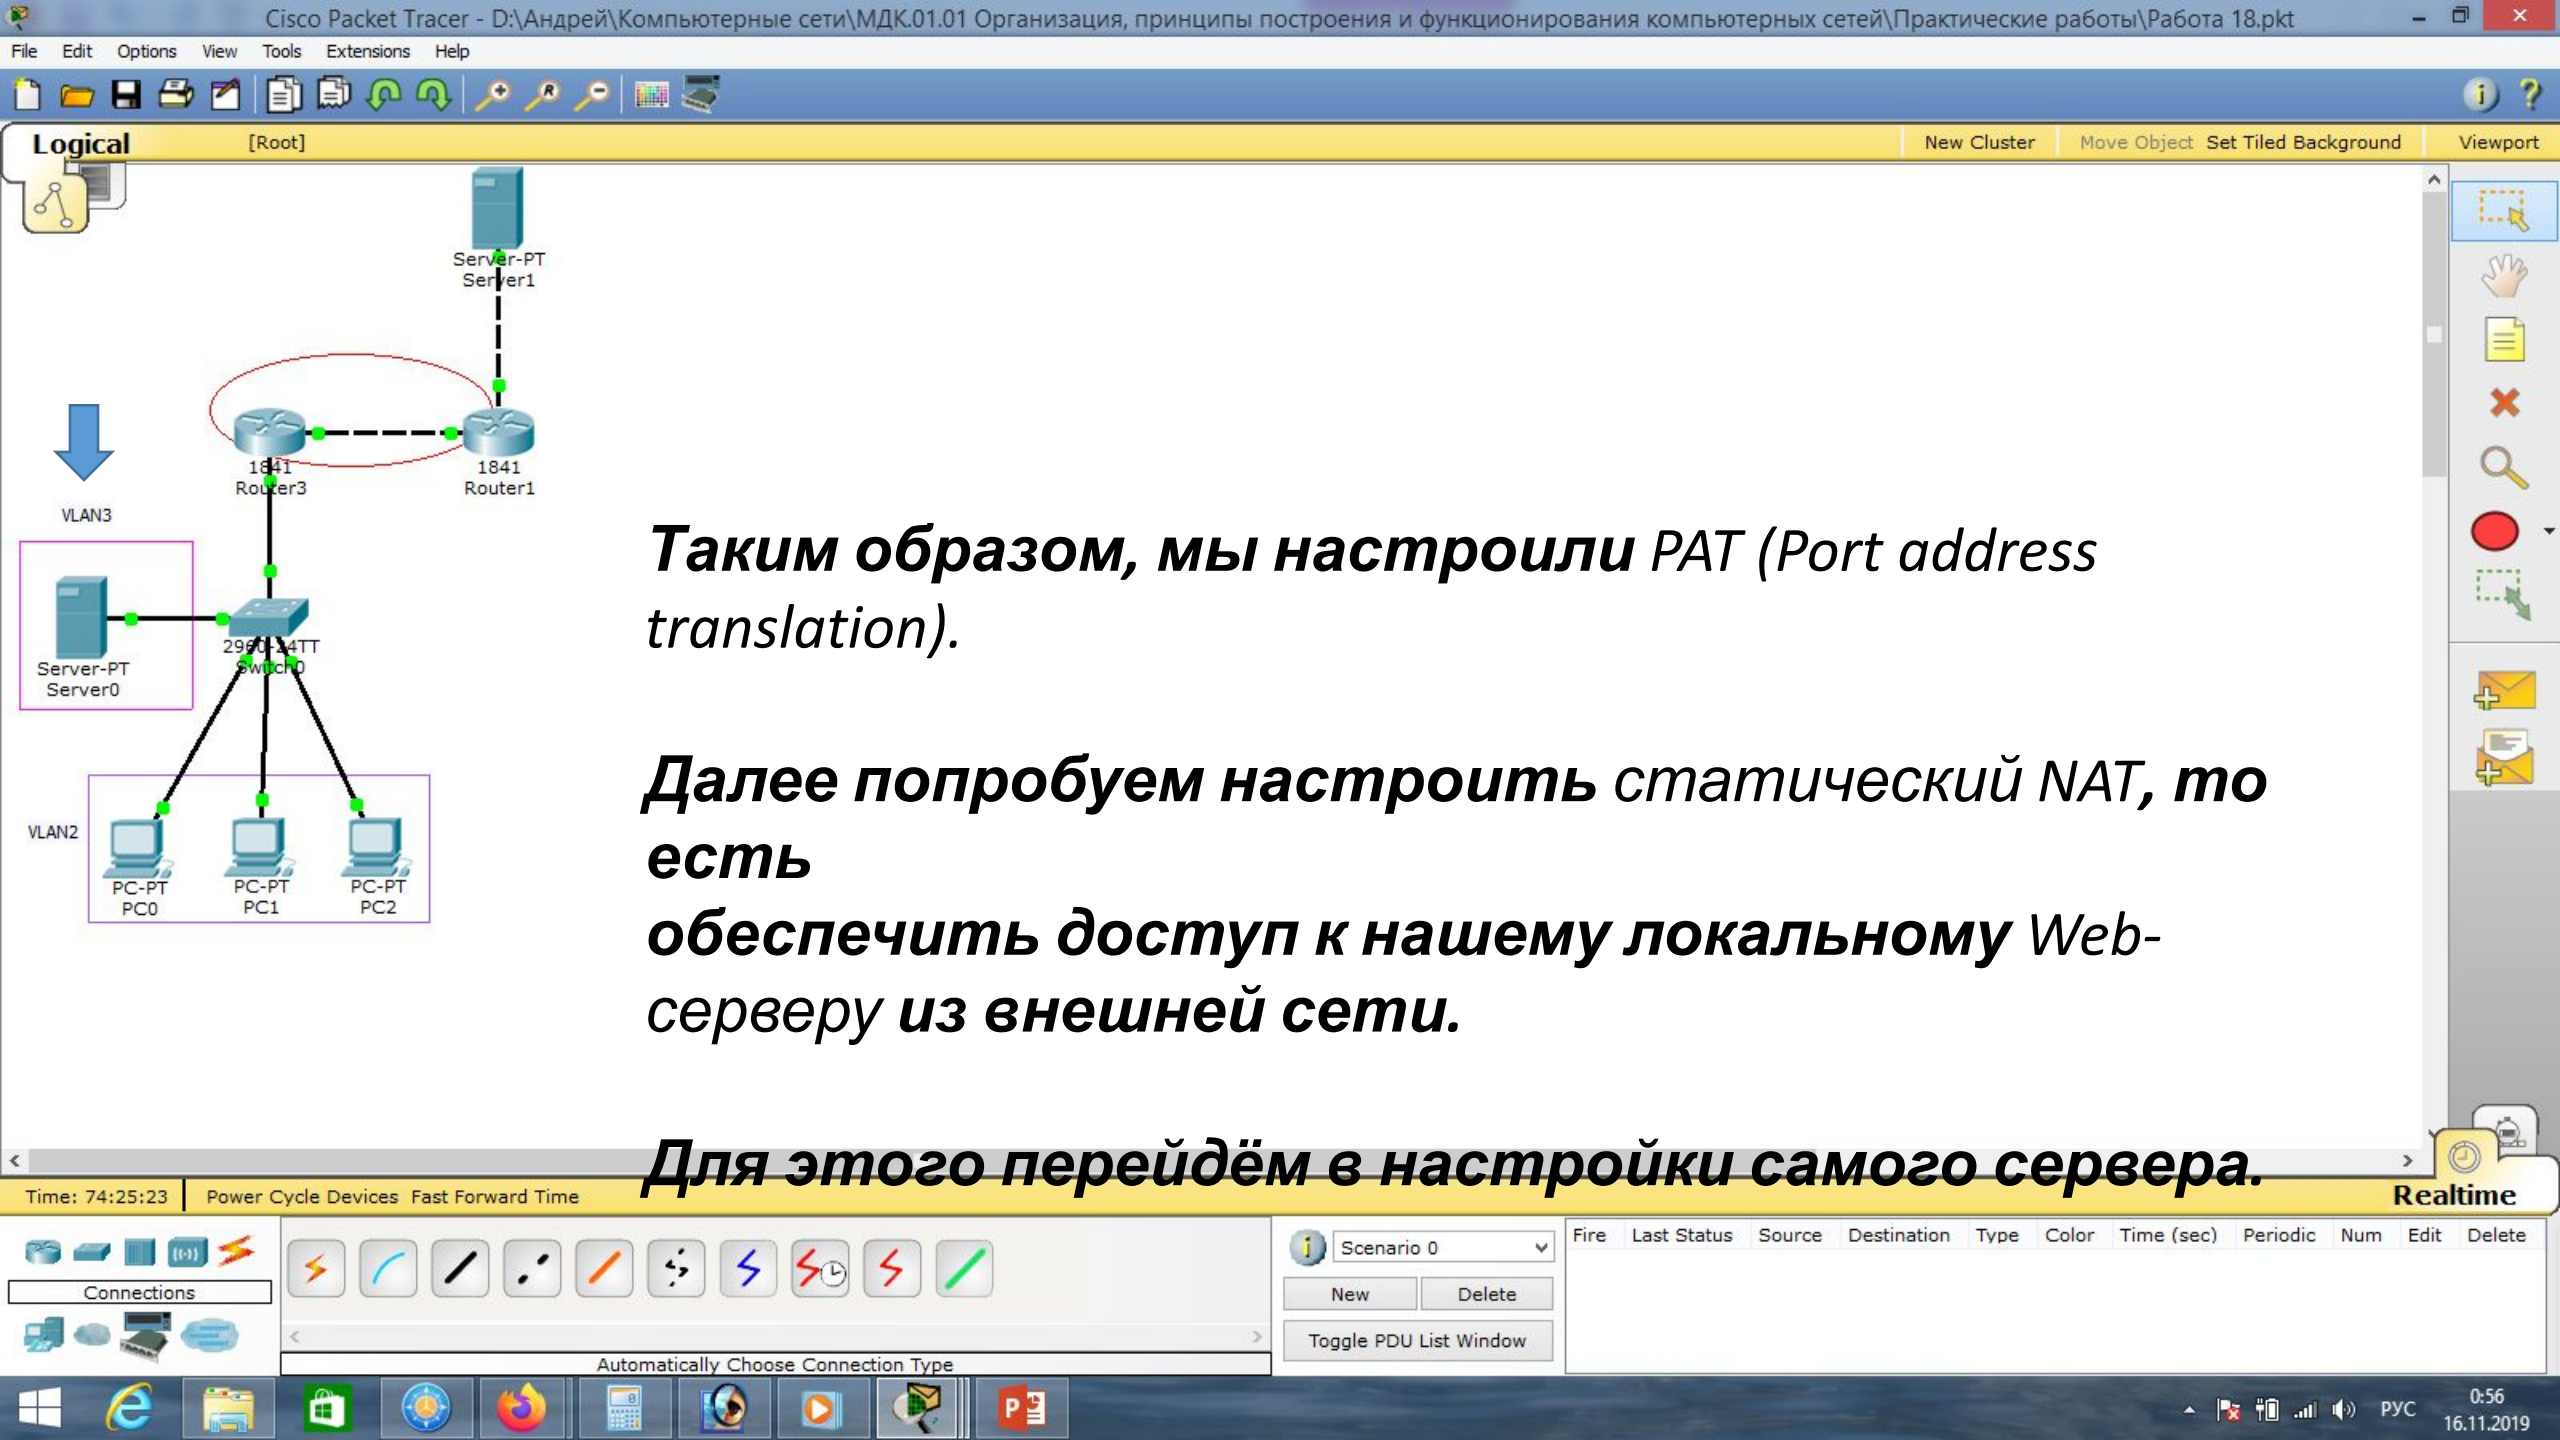 Cisco Packet Tracer - D:\Андрей\Компьютерные сети\МДК.01.01 Организация, принципы построения и функционирования компьютерных сетей\Практические работы\Работа 18.pkt
File Edit Options View Tools Extensions Help
Logical [Root] New Cluster Move Object Set Tiled Background Viewport
Server-PT
Server1
1841
Router3
1841
Router1
VLAN3
2960-24TT
Switch0
Server-PT
Server0
VLAN2
PC-PT
PC0
PC-PT
PC1
PC-PT
PC2
Таким образом, мы настроили PAT (Port address
translation).
Далее попробуем настроить статический NAT, то
есть
обеспечить доступ к нашему локальному Web-
серверу из внешней сети.
Для этого перейдём в настройки самого сервера.
Time: 74:25:23 Power Cycle Devices Fast Forward Time Realtime
Connections
Automatically Choose Connection Type
Scenario 0
New Delete
Toggle PDU List Window
Fire Last Status Source Destination Type Color Time (sec) Periodic Num Edit Delete
РУС
0:56
16.11.2019